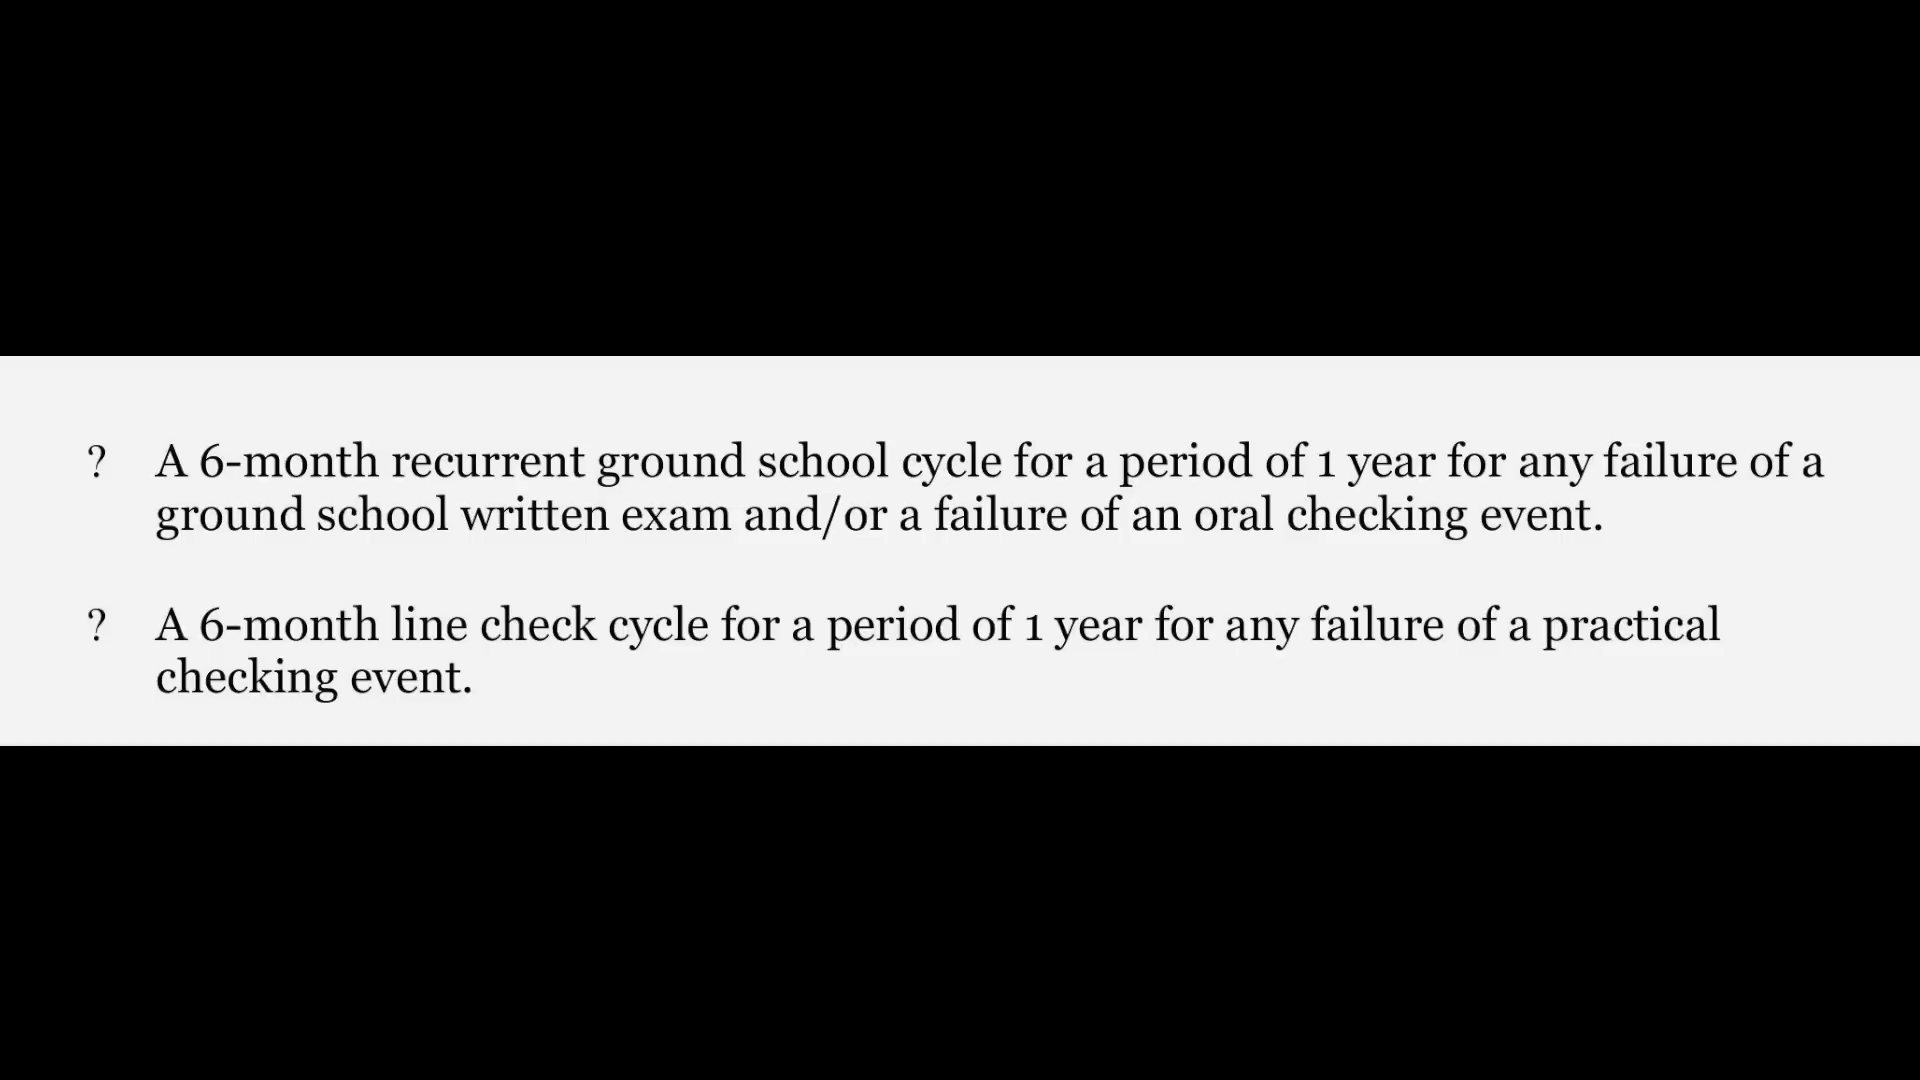 ? A 6-month recurrent ground school cycle for a period of 1 year for any failure of a
ground school written exam and/or a failure of an oral checking event.
? A 6-month line check cycle for a period of 1 year for any failure of a practical
checking event.